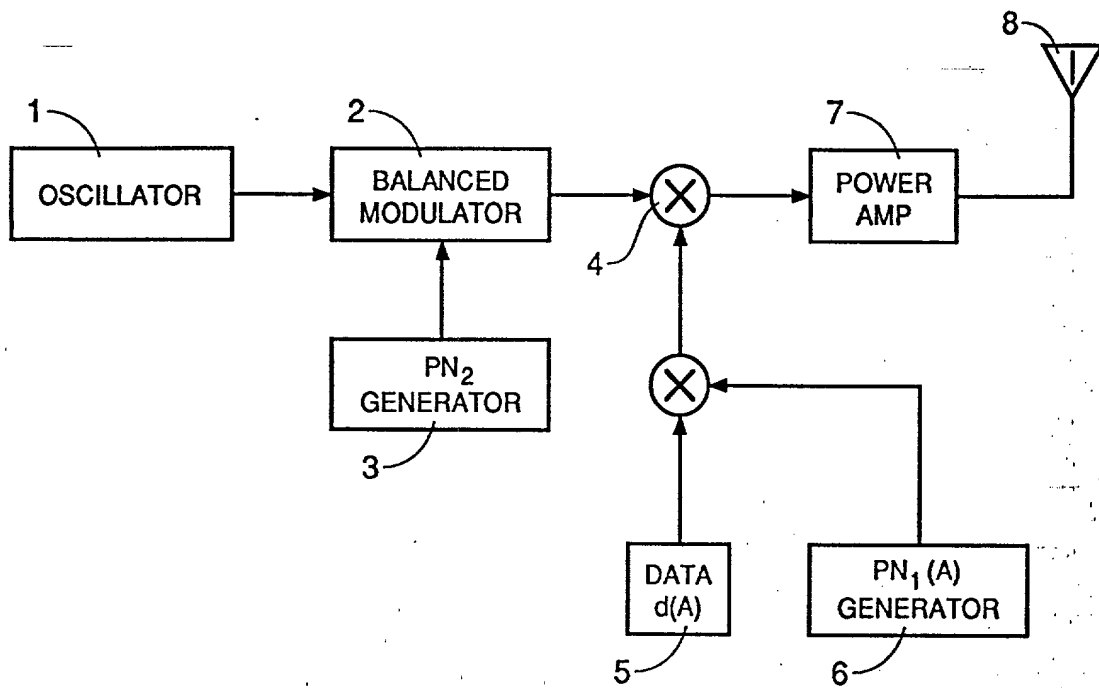 8
1
2
7
OSCILLATOR
BALANCED
MODULATOR
POWER
AMP
4
PN2
GENERATOR
3
DATA
d(A)
PN1(A)
GENERATOR
5
6